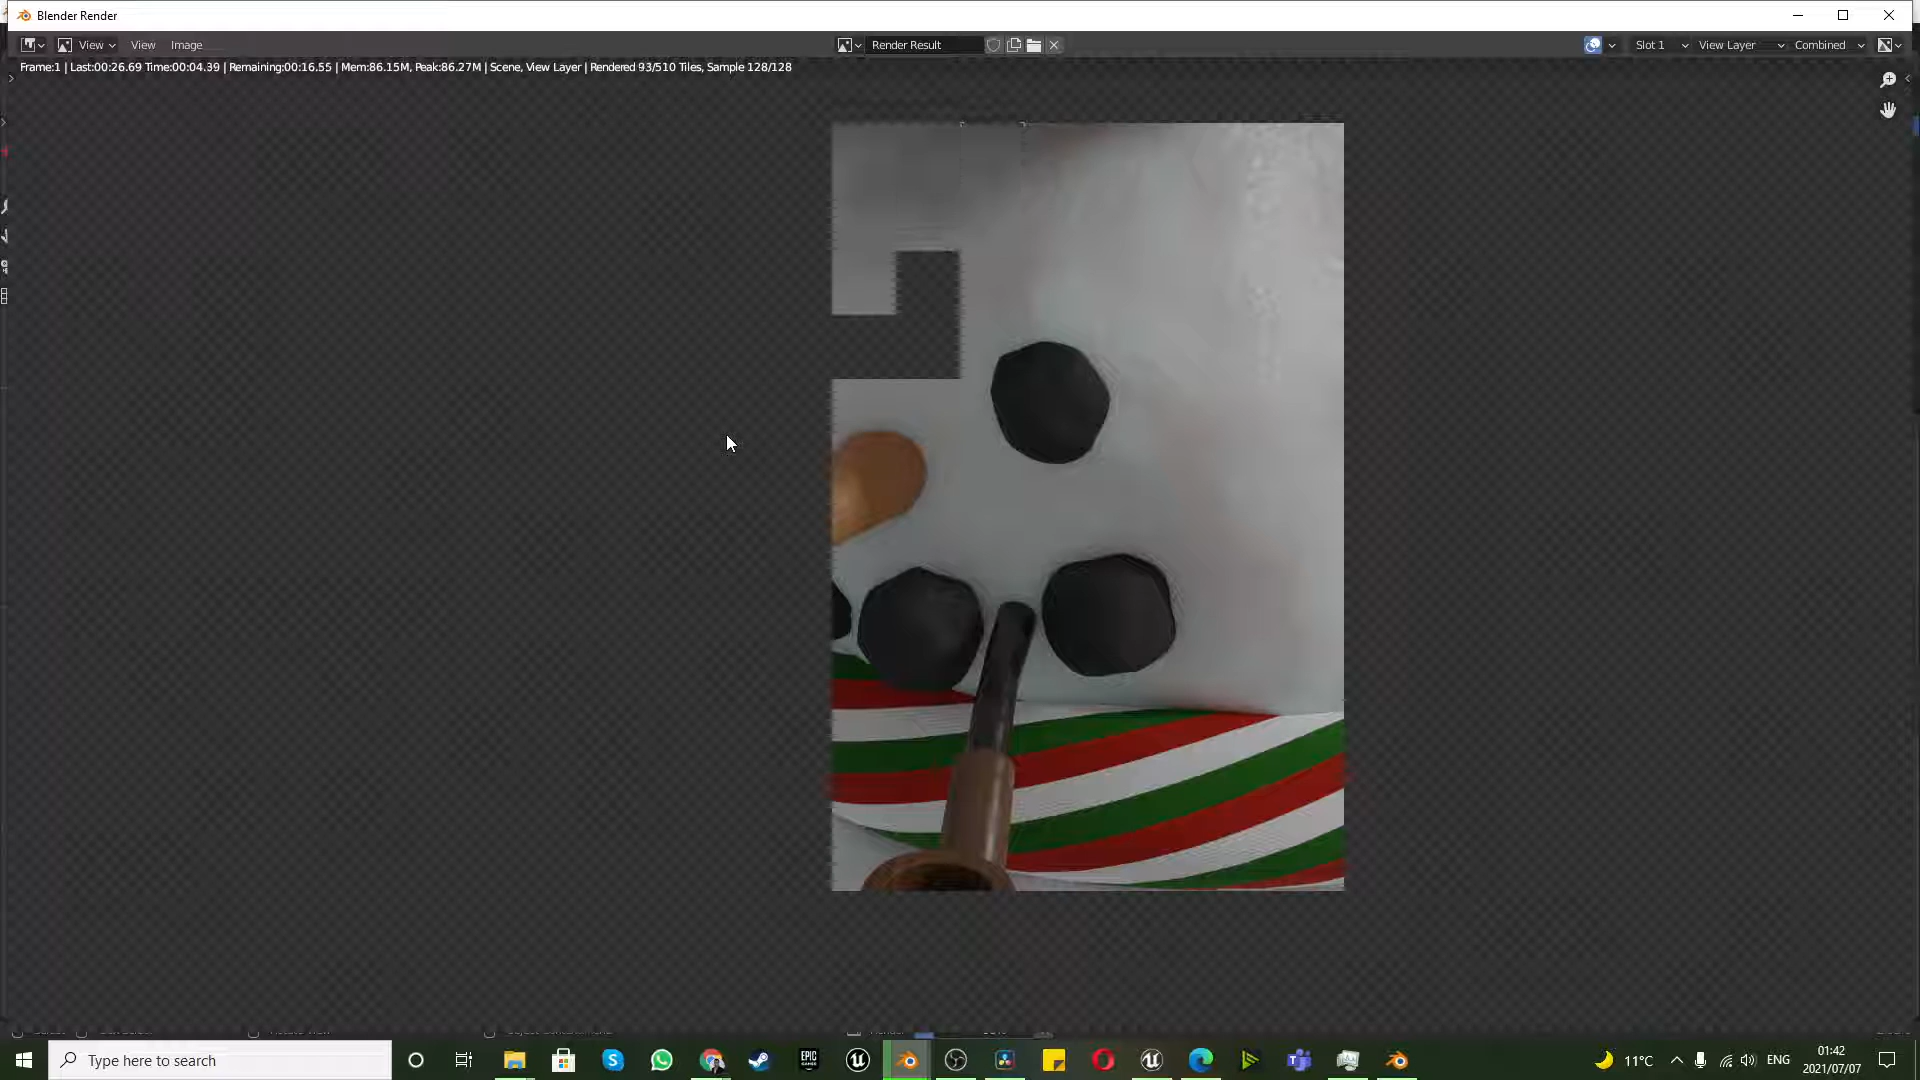 Blender Render
View View Image Render Result Slot 1 View Layer Combined
Frame:1 | Last:00:26.69 Time:00:04.39 | Remaining:00:16.55 | Mem:86.15M, Peak:86.27M | Scene, View Layer | Rendered 93/510 Tiles, Sample 128/128
Type here to search
EPIC GAMES
11°C
ENG
01:42
2021/07/07